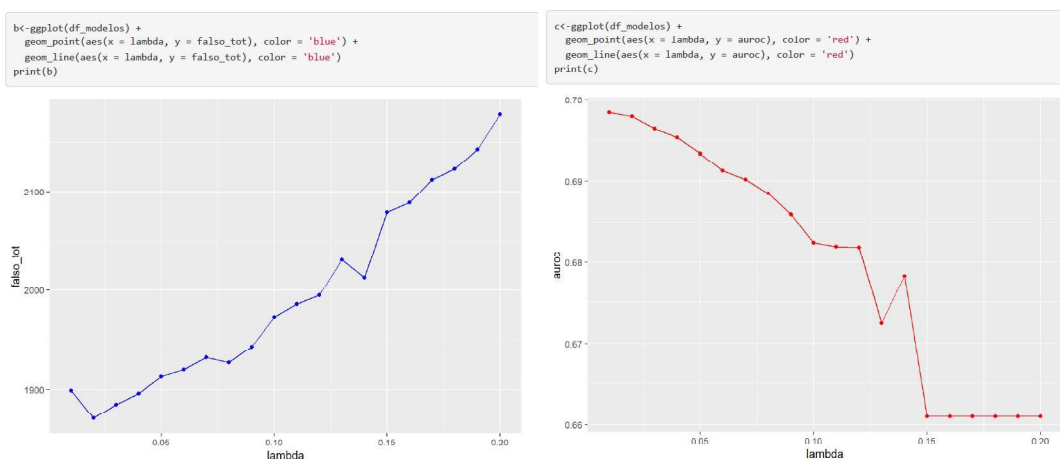 b<-ggplot(df_modelos) +
geom_point(aes(x = lambda, y = falso_tot), color = 'blue') +
geom_line(aes(x = lambda, y = falso_tot), color = 'blue')
print(b)
2100
2000
1900
falso_tot
0.05
0.10
0.15
0.20
lambda
c<-ggplot(df_modelos) +
geom_point(aes(x = lambda, y = auroc), color = 'red') +
geom_line(aes(x = lambda, y = auroc), color = 'red')
print(c)
0.70
0.69
0.68
0.67
0.66
auroc
0.05
0.10
0.15
0.20
lambda